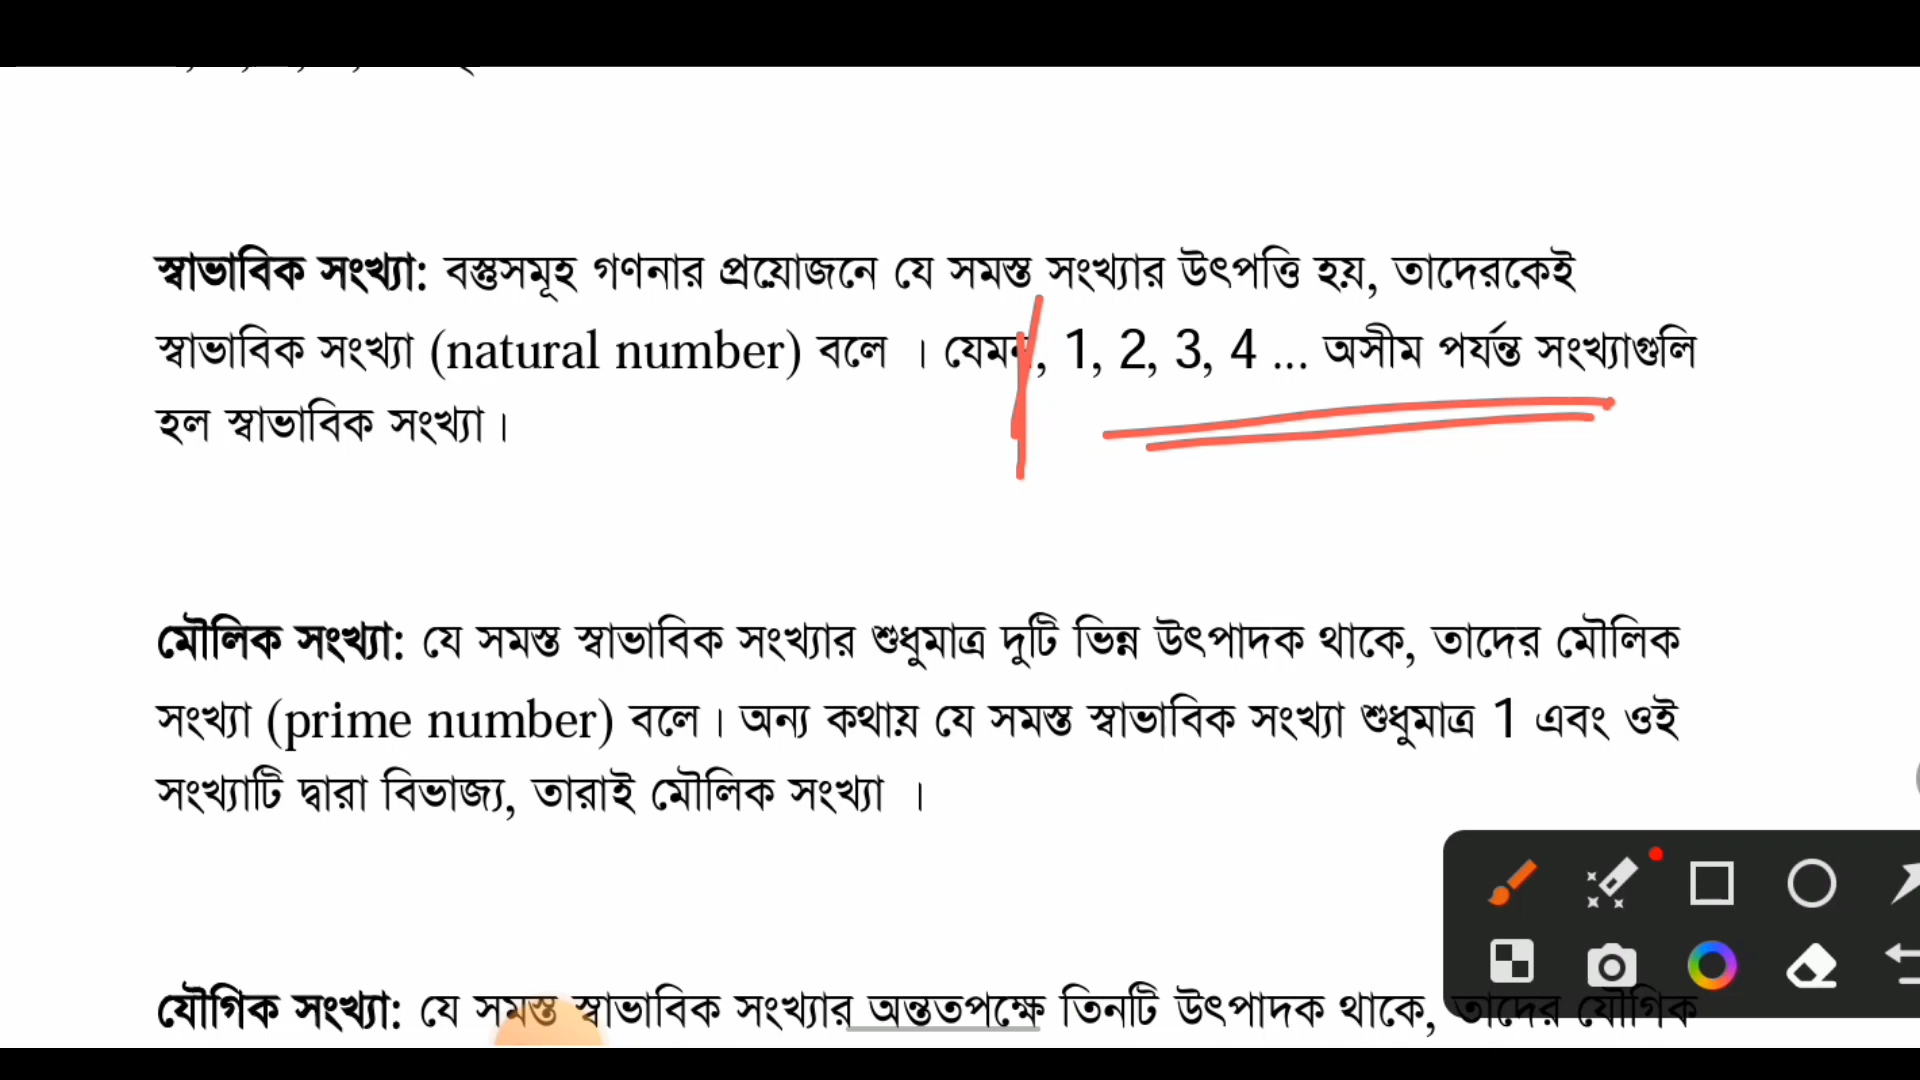 স্বাভাবিক সংখ্যা: বস্তুসমূহ গণনার প্রয়োজনে যে সমস্ত সংখ্যার উৎপত্তি হয়, তাদেরকেই
স্বাভাবিক সংখ্যা (natural number) বলে । যেমন, 1, 2, 3, 4 ... অসীম পর্যন্ত সংখ্যাগুলি
হল স্বাভাবিক সংখ্যা।
মৌলিক সংখ্যা: যে সমস্ত স্বাভাবিক সংখ্যার শুধুমাত্র দুটি ভিন্ন উৎপাদক থাকে, তাদের মৌলিক
সংখ্যা (prime number) বলে। অন্য কথায় যে সমস্ত স্বাভাবিক সংখ্যা শুধুমাত্র 1 এবং ওই
সংখ্যাটি দ্বারা বিভাজ্য, তারাই মৌলিক সংখ্যা ।
যৌগিক সংখ্যা: যে সমস্ত স্বাভাবিক সংখ্যার অন্ততপক্ষে তিনটি উৎপাদক থাকে, তাদের যৌগিক